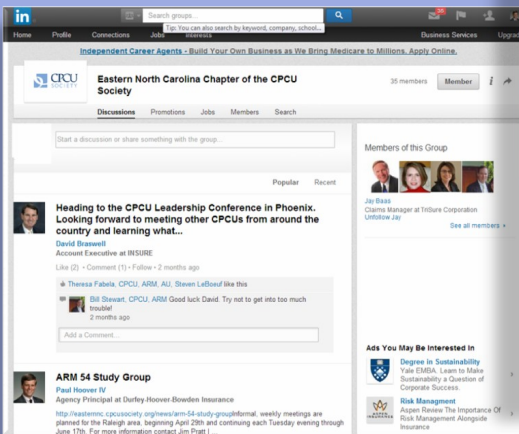 in
Search groups...
38
Tip: You can also search by keyword, company, school...
Home Profile Connections Jobs Interests Business Services Upgrad
Independent Career Agents - Build Your Own Business as We Bring Medicare to Millions. Apply Online.
CPCU
SOCIETY
Eastern North Carolina Chapter of the CPCU
Society
35 members Member i
Discussions Promotions Jobs Members Search
Start a discussion or share something with the group...
Popular Recent
Heading to the CPCU Leadership Conference in Phoenix.
Looking forward to meeting other CPCUs from around the
country and learning what...
David Braswell
Account Executive at INSURE
Like (2) • Comment (1) • Follow • 2 months ago
Theresa Fabela, CPCU, ARM, AU, Steven LeBoeuf like this
Bill Stewart, CPCU, ARM Good luck David. Try not to get into too much
trouble!
2 months ago
Add a Comment...
ARM 54 Study Group
Paul Hoover IV
Agency Principal at Durfey-Hoover-Bowden Insurance
http://easternnc.cpcusociety.org/news/arm-54-study-groupInformal, weekly meetings are
planned for the Raleigh area, beginning April 29th and continuing each Tuesday evening through
June 17th. For more information contact Jim Pratt I ...
Members of this Group
Jay Baas
Claims Manager at TriSure Corporation
Unfollow Jay
See all members
Ads You May Be Interested In
Degree in Sustainability
Yale EMBA. Learn to Make
Sustainability a Question of
Corporate Success.
ASPEN
INSURANCE
Risk Managment
Aspen Review The Importance Of
Risk Management Alongside
Insurance